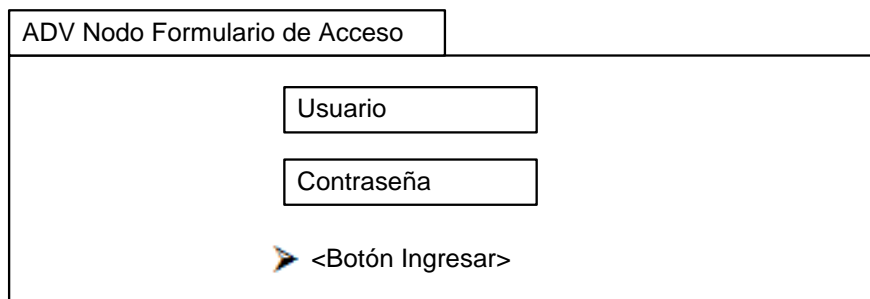 ADV Nodo Formulario de Acceso
Usuario
Contraseña
<Botón Ingresar>